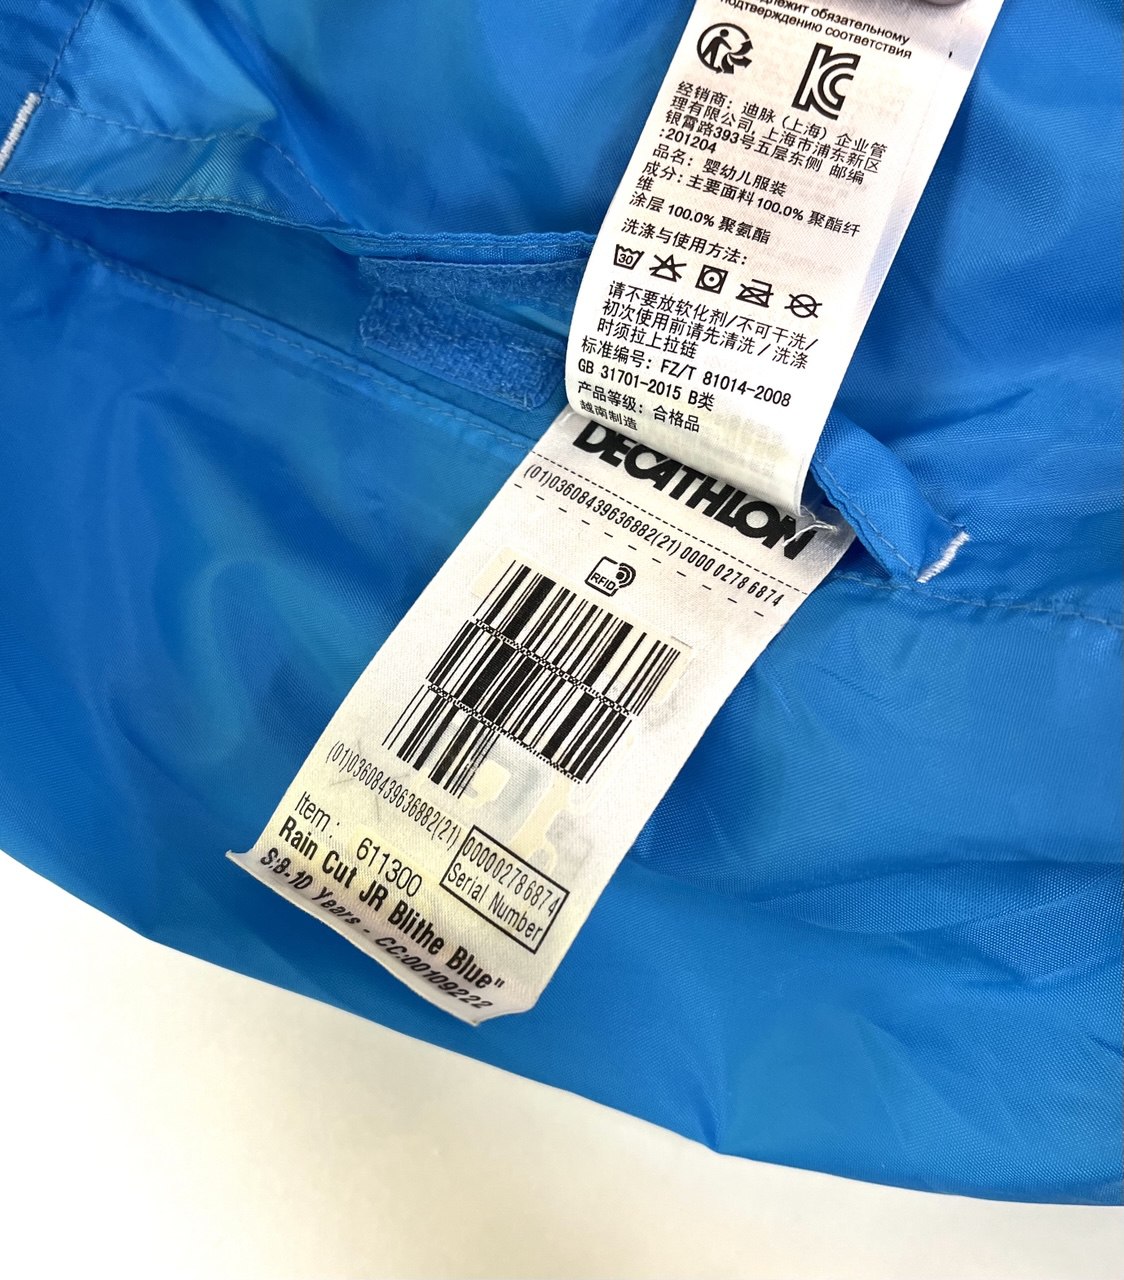 длежит обязательному
подтверждению соответствия
经销商: 迪脉 (上海) 企业管
理有限公司, 上海市浦东新区
银霄路393号五层东侧 邮编
:201204
品名: 婴幼儿服装
成分: 主要面料100.0% 聚酯纤
维
涂层 100.0% 聚氨酯
洗涤与使用方法:
30
请不要放软化剂/不可干洗/
初次使用前请先清洗/洗涤
时须拉上拉链
标准编号: FZ/T 81014-2008
GB 31701-2015 B类
产品等级: 合格品
越南制造
DECATHLON
(01)03608439636882(21) 0000 0278 6874
RFID
(01)03608439636882(21)
000002786874
Serial Number
Item : 611300
Rain Cut JR Blithe Blue"
S:8-10 Years - CC:00109222